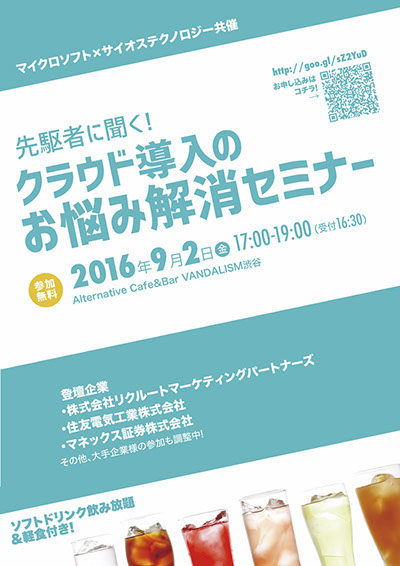 マイクロソフト×サイオステクノロジー共催
http://goo.gl/sZ2YuD
お申し込みは
コチラ!
→
先駆者に聞く!
クラウド導入の
お悩み解消セミナー
参加
無料
2016年9月2日 金 17:00-19:00 (受付16:30)
Alternative Cafe&Bar VANDALISM渋谷
登壇企業
・株式会社リクルートマーケティングパートナーズ
・住友電気工業株式会社
・マネックス証券株式会社
その他、大手企業様の参加も調整中!
ソフトドリンク飲み放題
&軽食付き!